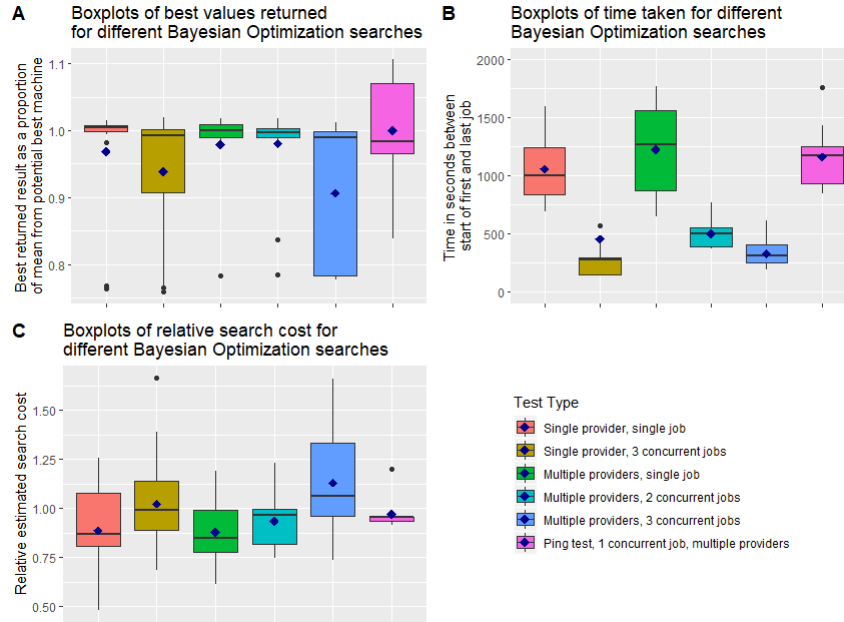 A
Boxplots of best values returned
for different Bayesian Optimization searches
Best returned result as a proportion
of mean from potential best machine
1.1
1.0
0.9
0.8
B
Boxplots of time taken for different
Bayesian Optimization searches
Time in seconds between
start of first and last job
2000
1500
1000
500
0
C
Boxplots of relative search cost for
different Bayesian Optimization searches
Relative estimated search cost
1.50
1.25
1.00
0.75
0.50
Test Type
Single provider, single job
Single provider, 3 concurrent jobs
Multiple providers, single job
Multiple providers, 2 concurrent jobs
Multiple providers, 3 concurrent jobs
Ping test, 1 concurrent job, multiple providers